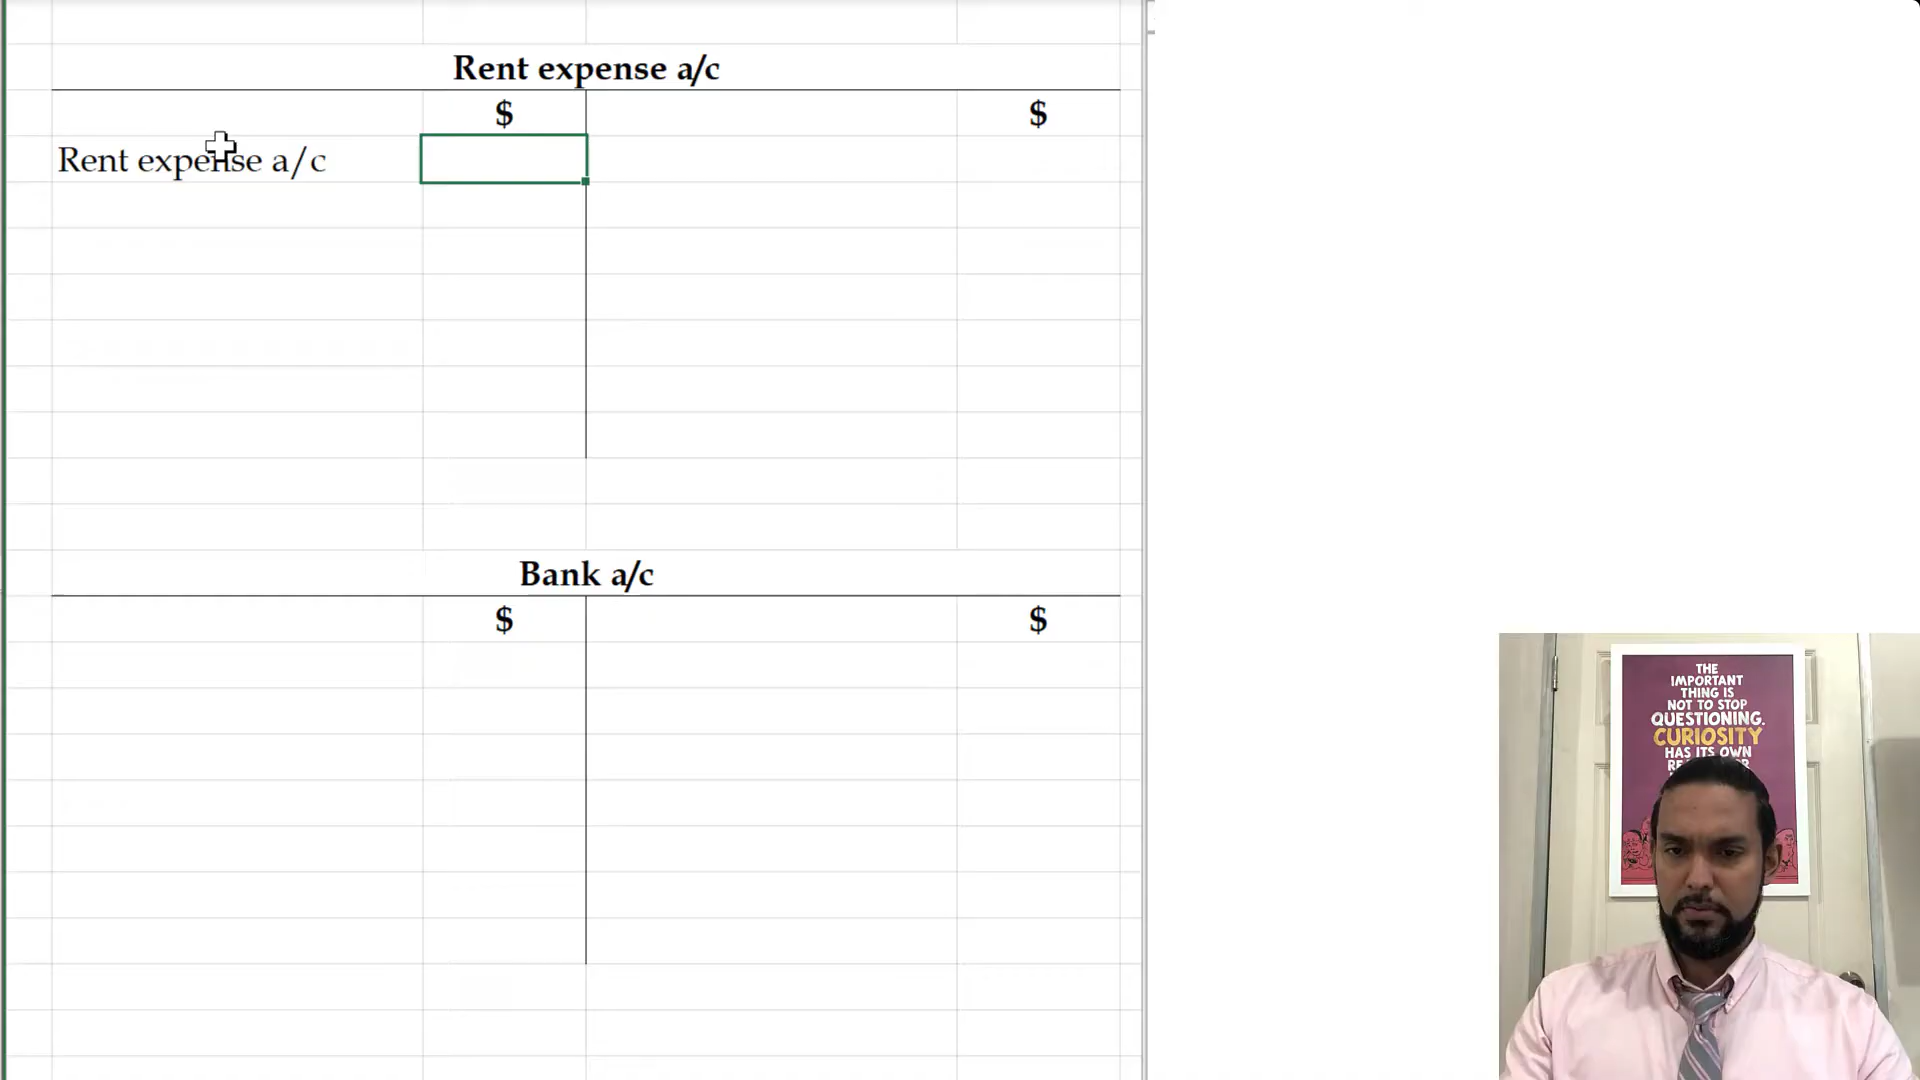 Rent expense a/c
$ $
Rent expense a/c
Bank a/c
$ $
THE
IMPORTANT
THING IS
NOT TO STOP
QUESTIONING.
CURIOSITY
HAS ITS OWN